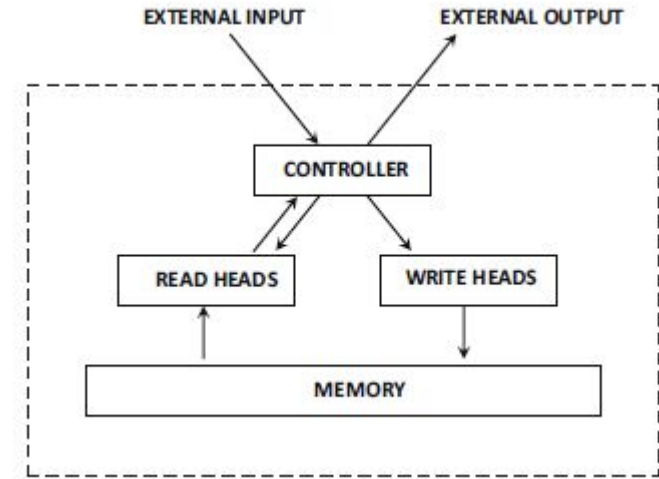 EXTERNAL INPUT
EXTERNAL OUTPUT
CONTROLLER
READ HEADS
WRITE HEADS
MEMORY